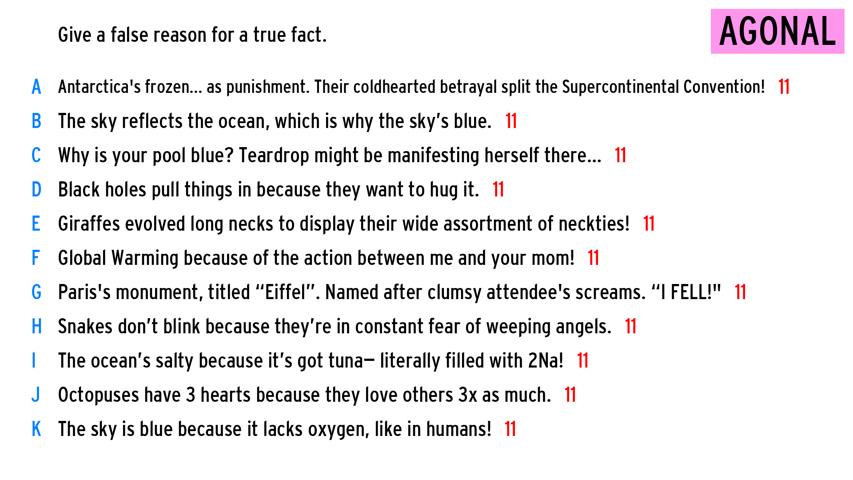 Give a false reason for a true fact.
AGONAL
A Antarctica's frozen... as punishment. Their coldhearted betrayal split the Supercontinental Convention! 11
B The sky reflects the ocean, which is why the sky’s blue. 11
C Why is your pool blue? Teardrop might be manifesting herself there... 11
D Black holes pull things in because they want to hug it. 11
E Giraffes evolved long necks to display their wide assortment of neckties! 11
F Global Warming because of the action between me and your mom! 11
G Paris's monument, titled “Eiffel”. Named after clumsy attendee's screams. “I FELL!" 11
H Snakes don’t blink because they’re in constant fear of weeping angels. 11
I The ocean’s salty because it’s got tuna— literally filled with 2Na! 11
J Octopuses have 3 hearts because they love others 3x as much. 11
K The sky is blue because it lacks oxygen, like in humans! 11